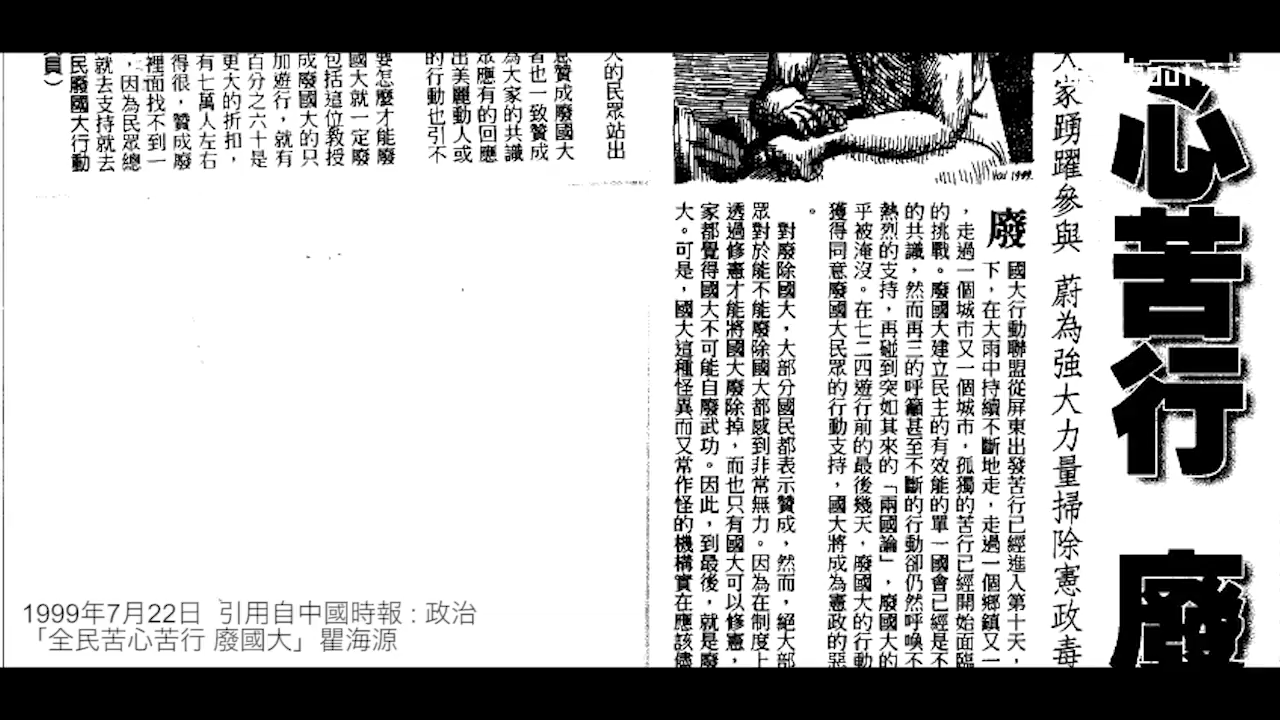 心苦行 廢
大家踴躍參與 蔚為強大力量掃除憲政毒
廢
國大行動聯盟從屏東出發苦行已經進入第十天，
下，在大雨中持續不斷地走，走過一個鄉鎮又一
，走過一個城市又一個城市，孤獨的苦行已經開始面臨
的挑戰。廢國大建立民主的有效能的單一國會已經是不
的共識，然而再三的呼籲甚至不斷的行動卻仍然呼喚不
熱烈的支持，再碰到突如其來的「兩國論」，廢國大的
乎被淹沒。在七二四遊行前的最後幾天，廢國大的行動
獲得同意廢國大民眾的行動支持，國大將成為憲政的惡
。
對廢除國大，大部分國民都表示贊成，然而，絕大部
眾對於能不能廢除國大都感到非常無力。因為在制度上
透過修憲才能將國大廢除掉，而也只有國大可以修憲，
家都覺得國大不可能自廢武功。因此，到最後，就是廢
大。可是，國大這種怪異而又常作怪的機構實在應該儘
大的民眾站出
意贊成廢國大
者也一致贊成
為大家的共識
眾應有的回應
出美麗動人或
的行動也引不
要怎麼才能廢
國大就一定廢
包括這位教授
成廢國大的只
加遊行，就有
百分之六十是
更大的折扣，
有七萬人左右
得很，贊成廢
裡面找不到一
，因為民眾總
就去支持就去
民廢國大行動
員）
Hou 1999.
1999年7月22日 引用自中國時報：政治
「全民苦心苦行 廢國大」瞿海源